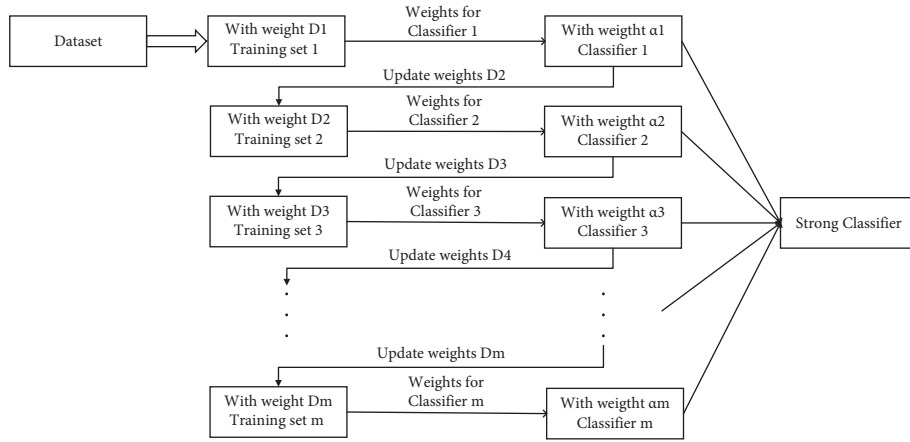 Dataset
With weight D1
Training set 1
Weights for
Classifier 1
With weigtht α1
Classifier 1
Update weights D2
With weight D2
Training set 2
Weights for
Classifier 2
With weigtht α2
Classifier 2
Update weights D3
With weight D3
Training set 3
Weights for
Classifier 3
With weigtht α3
Classifier 3
Strong Classifier
Update weights D4
Update weights Dm
With weight Dm
Training set m
Weights for
Classifier m
With weigtht αm
Classifier m